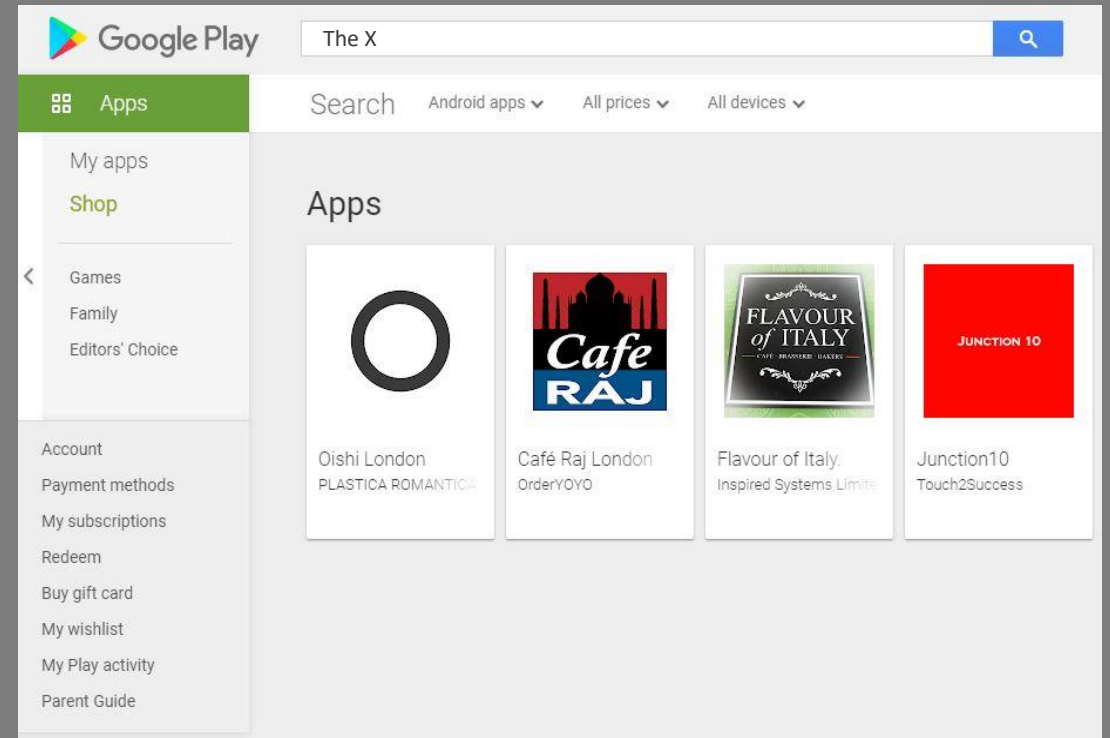 Google Play
The X
Apps
Search Android apps All prices All devices
My apps
Shop
Games
Family
Editors' Choice
Account
Payment methods
My subscriptions
Redeem
Buy gift card
My wishlist
My Play activity
Parent Guide
Apps
Oishi London
PLASTICA ROMANTICA
Cafe
RAJ
Café Raj London
OrderYOYO
FLAVOUR
of ITALY
CAFÉ · BRASSERIE · BAKERY
Flavour of Italy.
Inspired Systems Limite
JUNCTION 10
Junction10
Touch2Success